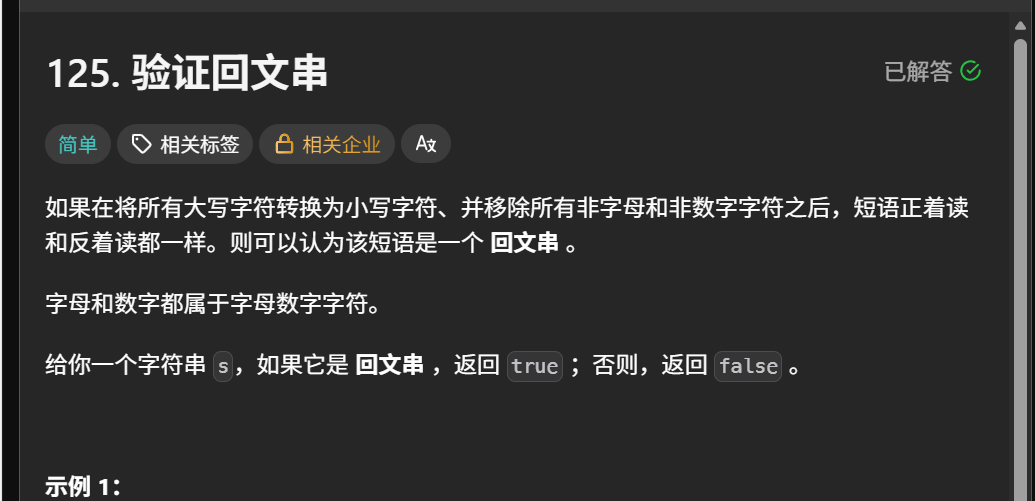 125. 验证回文串
已解答
简单 相关标签 相关企业 A文
如果在将所有大写字符转换为小写字符、并移除所有非字母和非数字字符之后，短语正着读
和反着读都一样。则可以认为该短语是一个 回文串 。
字母和数字都属于字母数字字符。
给你一个字符串 s，如果它是 回文串 ，返回 true ；否则，返回 false 。
示例 1：